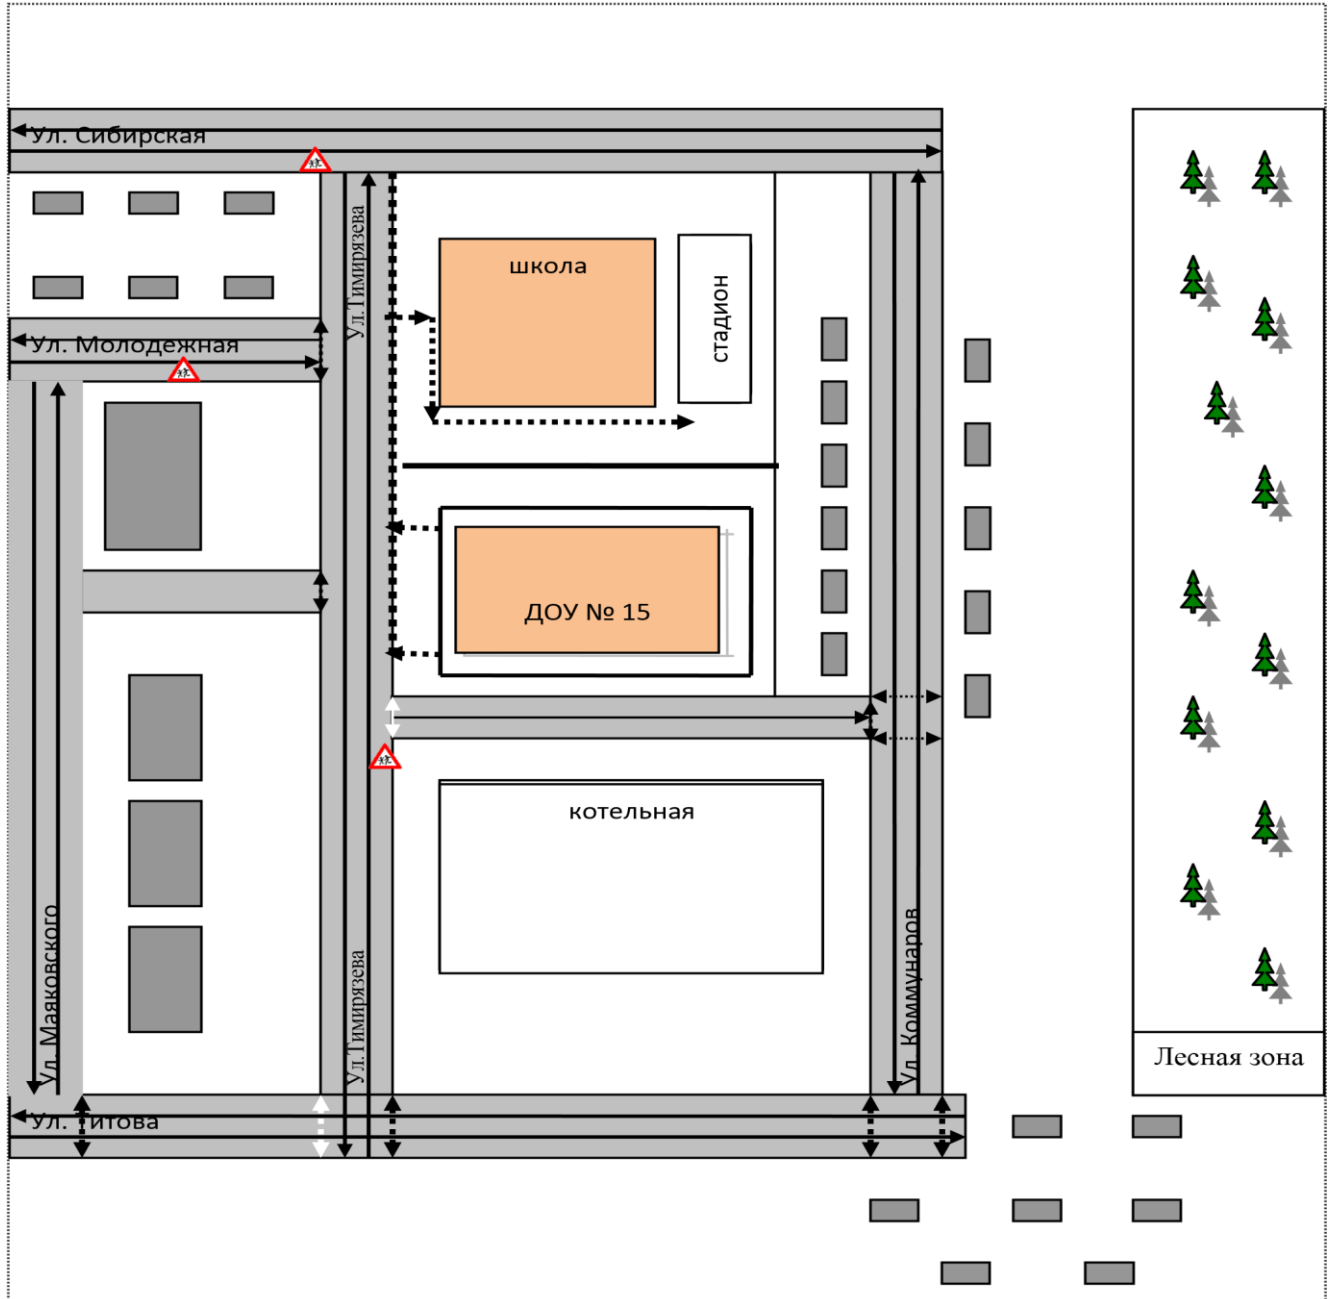 Ул. Сибирская
Ул.Тимирязева
школа
стадион
Ул. Молодежная
ДОУ № 15
котельная
Ул. Маяковского
Ул.Тимирязева
Ул. Коммунаров
Лесная зона
Ул. Титова